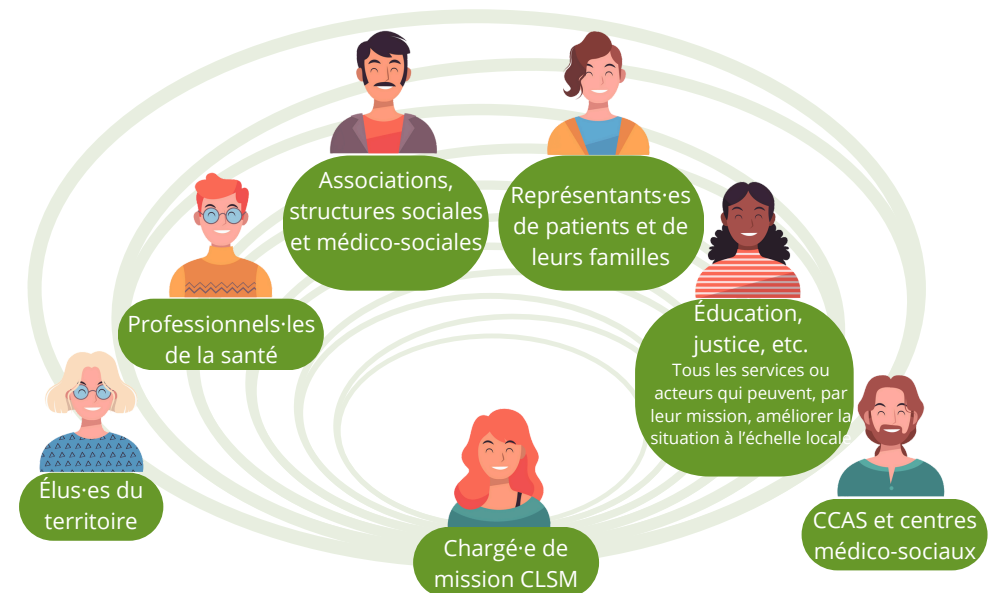 Associations,
structures sociales
et médico-sociales
Représentants·es
de patients et de
leurs familles
Professionnels·les
de la santé
Éducation,
justice, etc.
Tous les services ou
acteurs qui peuvent, par
leur mission, améliorer la
situation à l’échelle locale
Élus·es du
territoire
Chargé·e de
mission CLSM
CCAS et centres
médico-sociaux